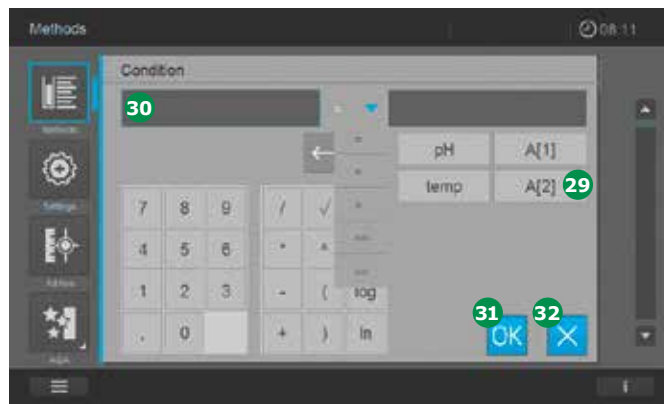 Methods 08:11
Condition
30
pH A[1]
temp A[2] 29
7 8 9 / √
4 5 6 * ^
1 2 3 - ( log
31 32
. 0 + ) ln OK X
Settings
i